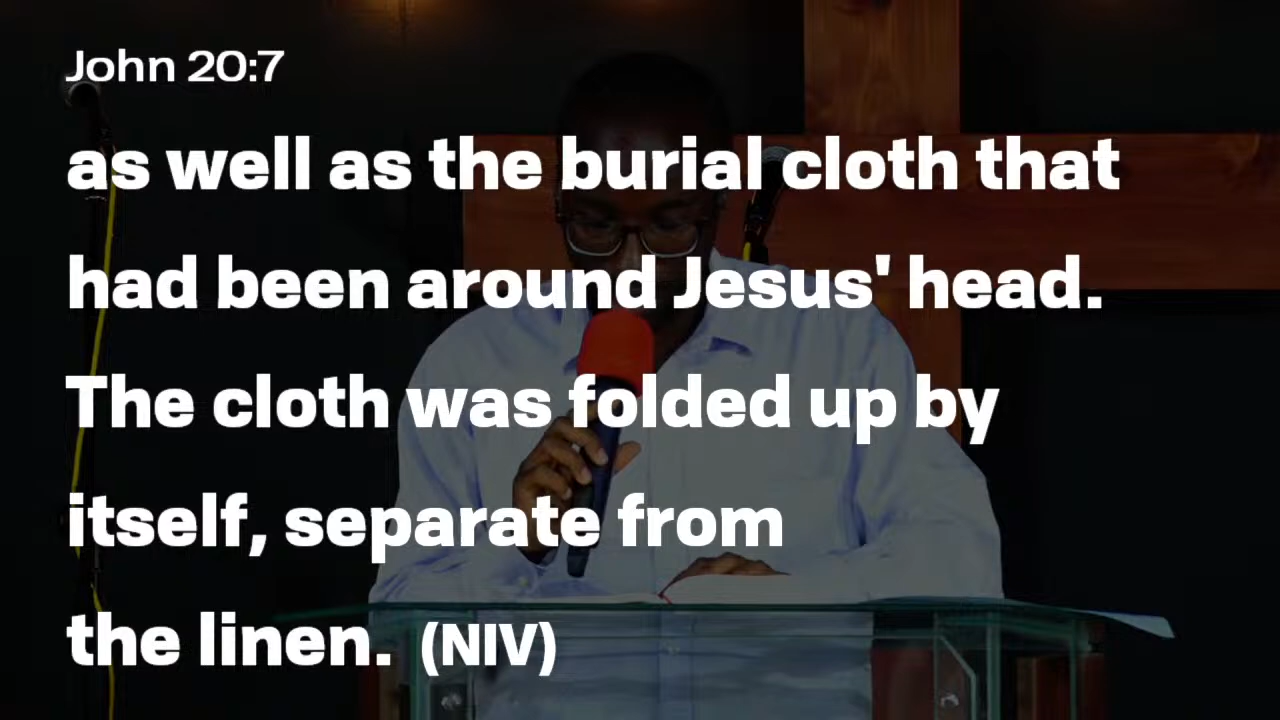 John 20:7
as well as the burial cloth that
had been around Jesus' head.
The cloth was folded up by
itself, separate from
the linen. (NIV)